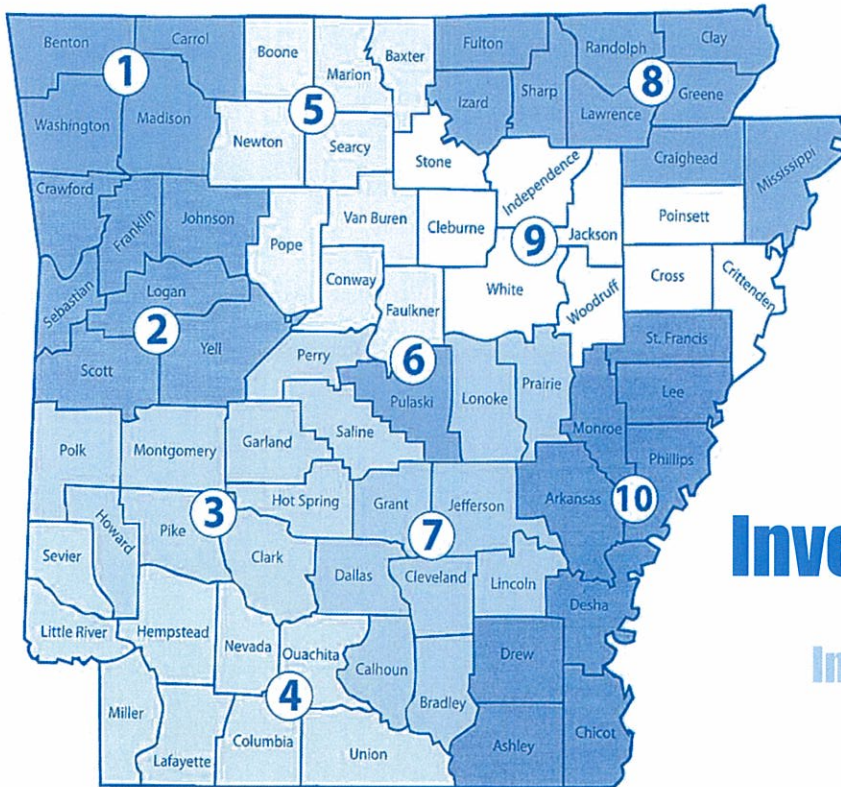 Benton
Carrol
Boone
Marion
Baxter
Fulton
Randolph
Clay
1
8
5
Izard
Sharp
Lawrence
Greene
Washington
Madison
Newton
Searcy
Stone
Independence
Craighead
Mississippi
Crawford
Franklin
Johnson
Pope
Van Buren
Cleburne
9
Jackson
Poinsett
Sebastian
Logan
Conway
Faulkner
White
Woodruff
Cross
Crittenden
2
Scott
Yell
Perry
6
Pulaski
Lonoke
Prairie
St. Francis
Lee
Monroe
Phillips
Polk
Montgomery
Garland
Saline
Hot Spring
Grant
Jefferson
Arkansas
10
3
7
Howard
Pike
Sevier
Clark
Dallas
Cleveland
Lincoln
Desha
Inve
Little River
Hempstead
Nevada
Ouachita
Calhoun
Bradley
Drew
In
4
Miller
Lafayette
Columbia
Union
Ashley
Chicot